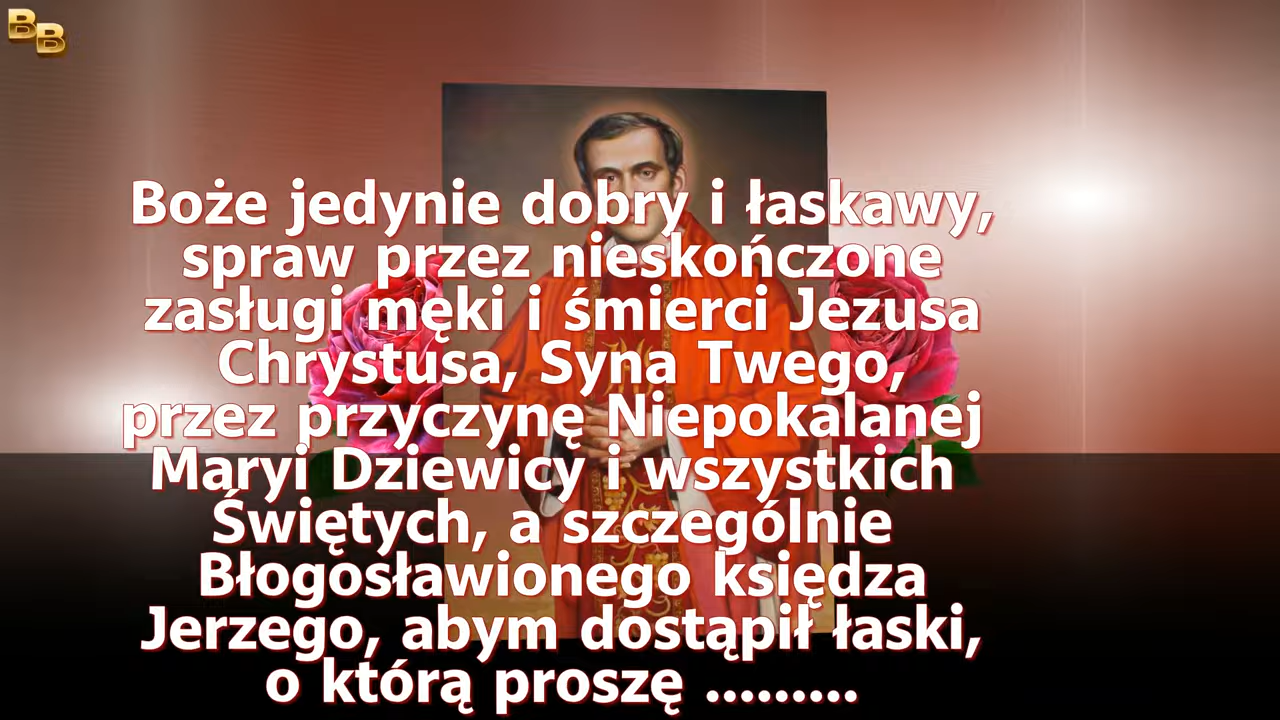 BB
Boże jedynie dobry i łaskawy,
spraw przez nieskończone
zasługi męki i śmierci Jezusa
Chrystusa, Syna Twego,
przez przyczynę Niepokalanej
Maryi Dziewicy i wszystkich
Świętych, a szczególnie
Błogosławionego księdza
Jerzego, abym dostąpił łaski,
o którą proszę .........